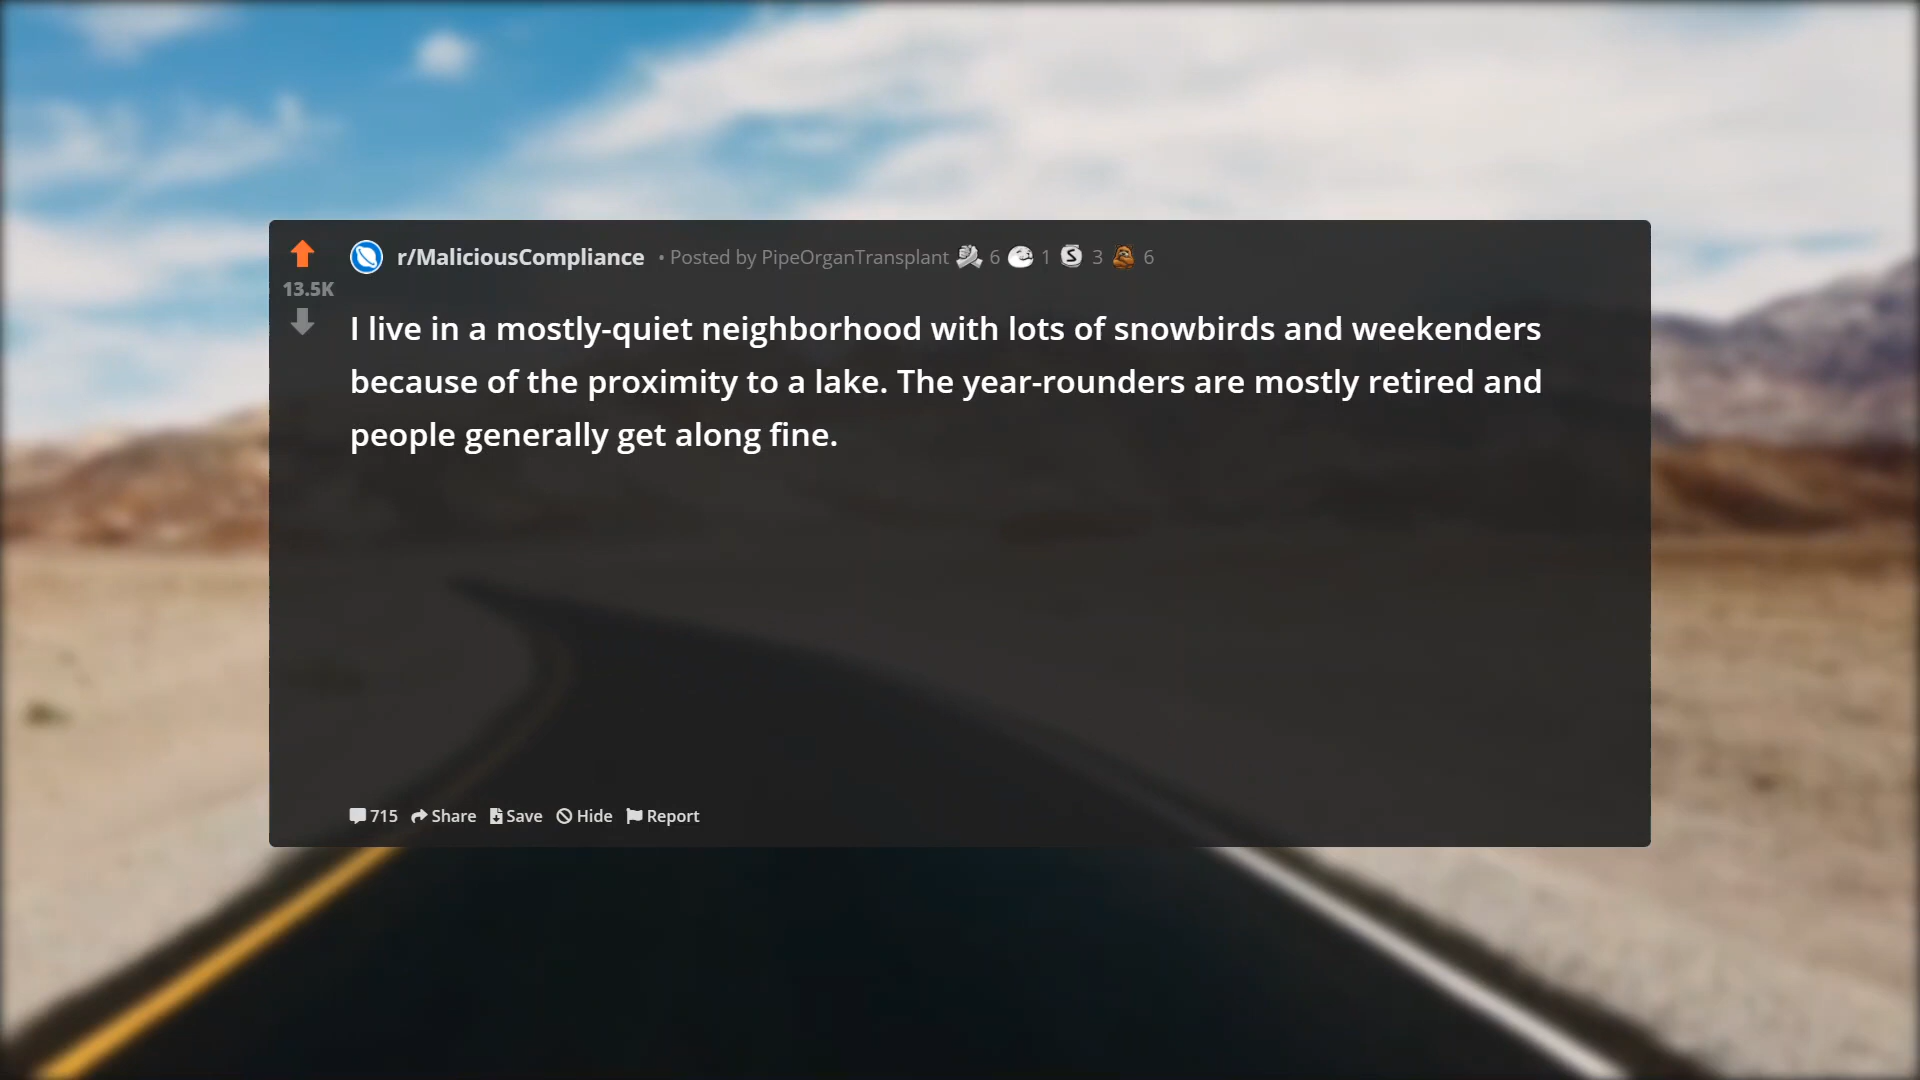 r/MaliciousCompliance • Posted by PipeOrganTransplant 6 1 3 6
13.5K
I live in a mostly-quiet neighborhood with lots of snowbirds and weekenders
because of the proximity to a lake. The year-rounders are mostly retired and
people generally get along fine.
715 Share Save Hide Report